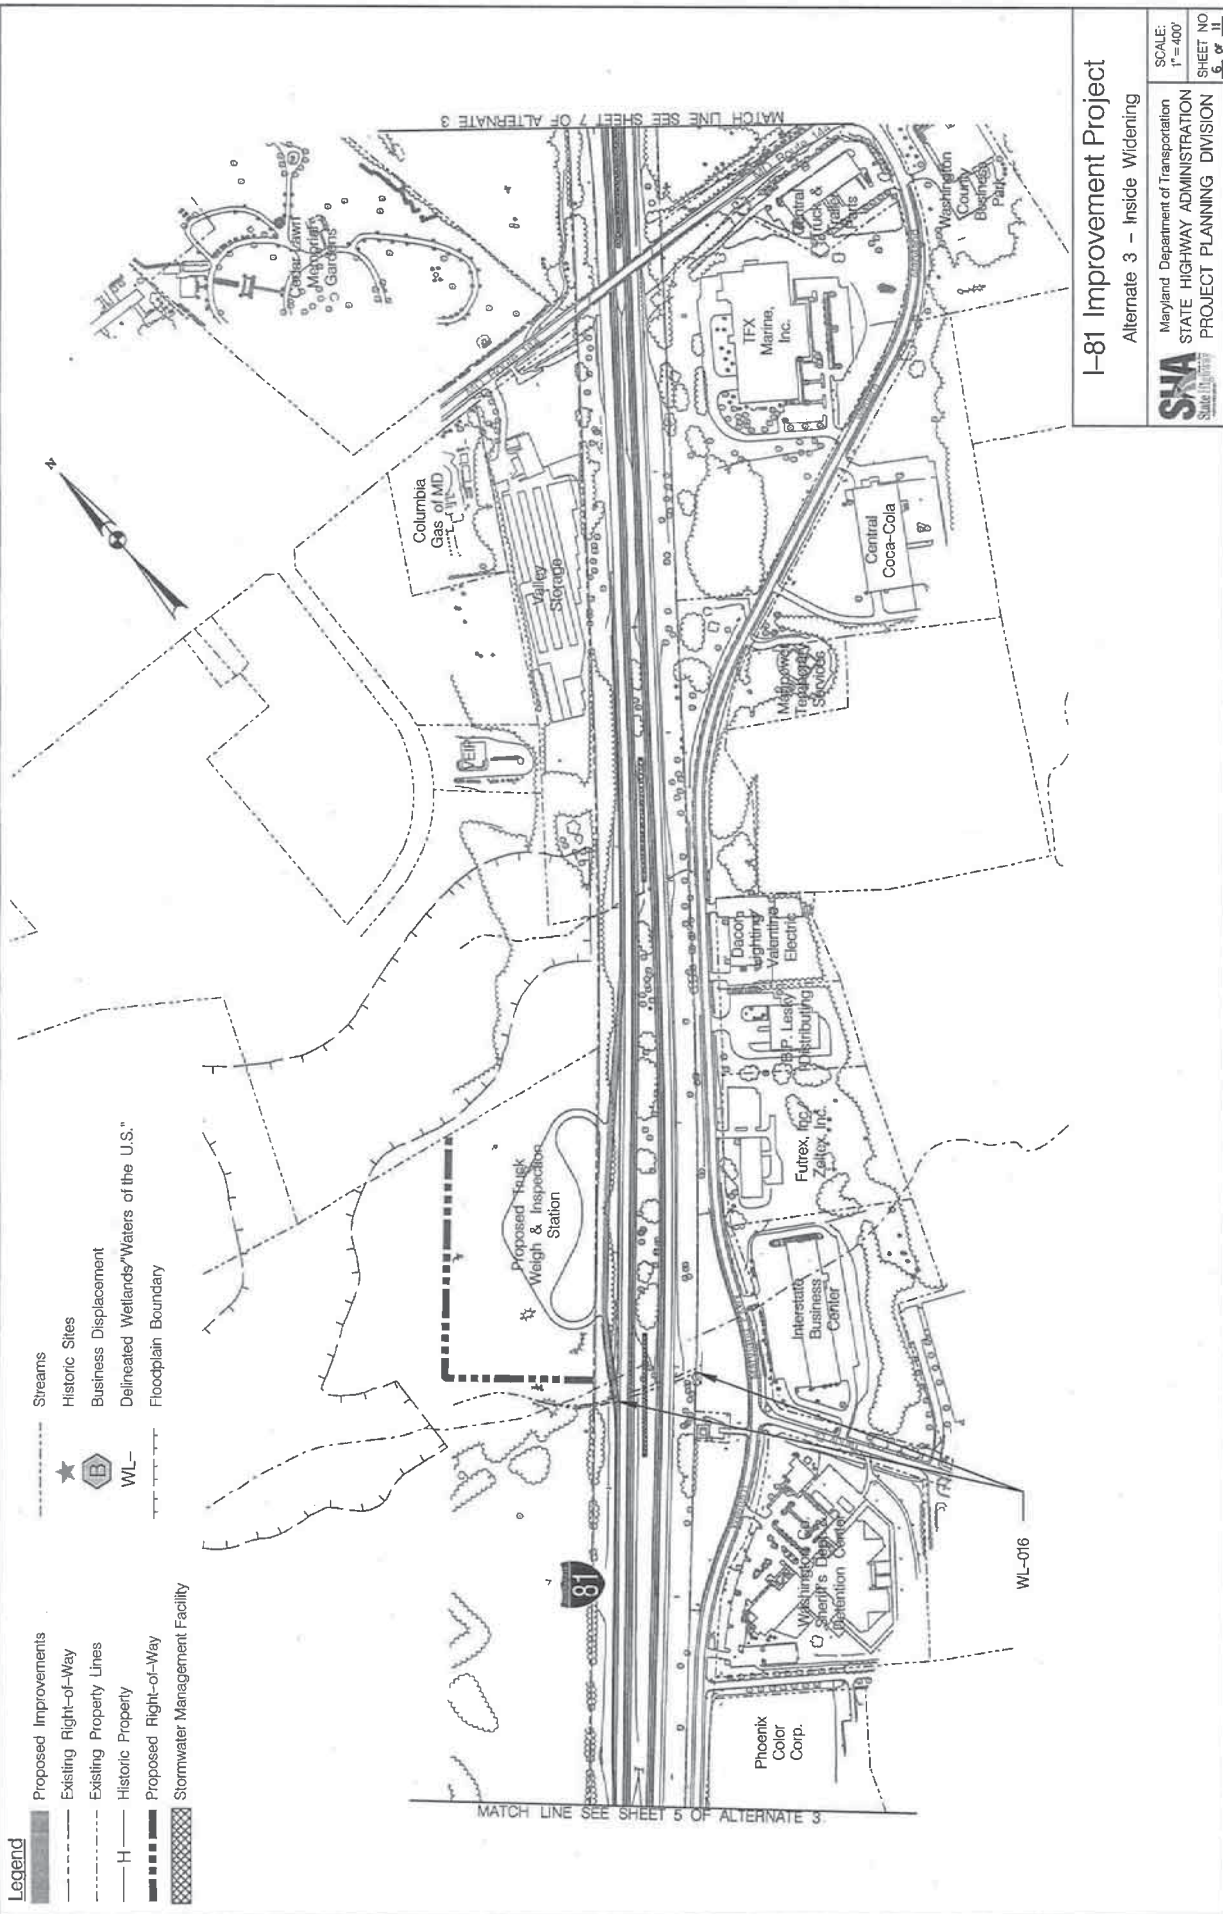 Legend
Proposed Improvements
Existing Right-of-Way
Existing Property Lines
H
Historic Property
Proposed Right-of-Way
Stormwater Management Facility
Streams
Historic Sites
B
Business Displacement
WL-
Delineated Wetlands/"Waters of the U.S."
Floodplain Boundary
N
MATCH LINE SEE SHEET 5 OF ALTERNATE 3
MATCH LINE SEE SHEET 7 OF ALTERNATE 3
81
Proposed Truck
Weigh & Inspection
Station
VEIP
Valley
Storage
Columbia
Gas of MD
Lawn
Memorial
Gardens
Phoenix
Color
Corp.
Washington Co.
Sheriff's Dept. &
Detention Center
WL-016
Interstate
Business
Center
Futrex, Inc.
Zeltex, Inc.
B.P. Lesky
Distributing
Dacon
Lighting
Valentine
Electric
Manpower
Temporary
Services
Central
Coca-Cola
TFX
Marine,
Inc.
Central
Truck &
Trailer
Parts
Washington
County
Business
Park
I-81 Improvement Project
Alternate 3 - Inside Widening
SHA
State Highway
Maryland Department of Transportation
STATE HIGHWAY ADMINISTRATION
PROJECT PLANNING DIVISION
SCALE:
1"=400'
SHEET NO
6 OF 11